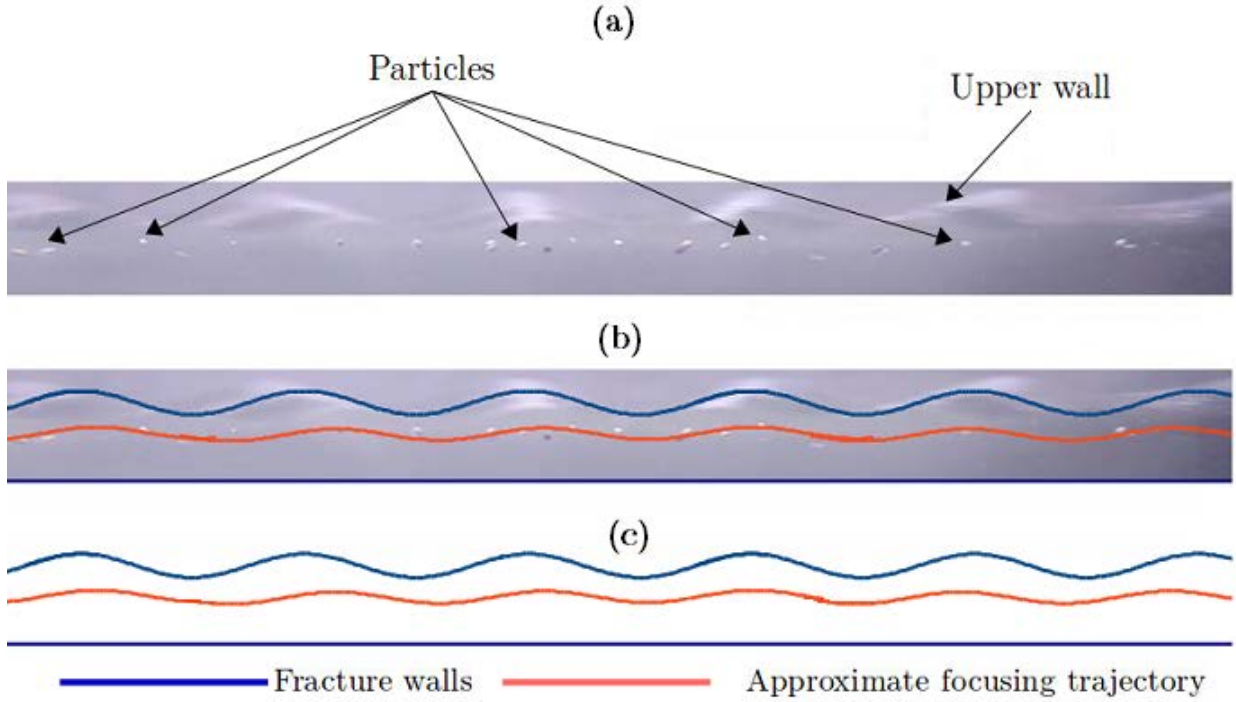 (a)
Particles
Upper wall
(b)
(c)
Fracture walls
Approximate focusing trajectory